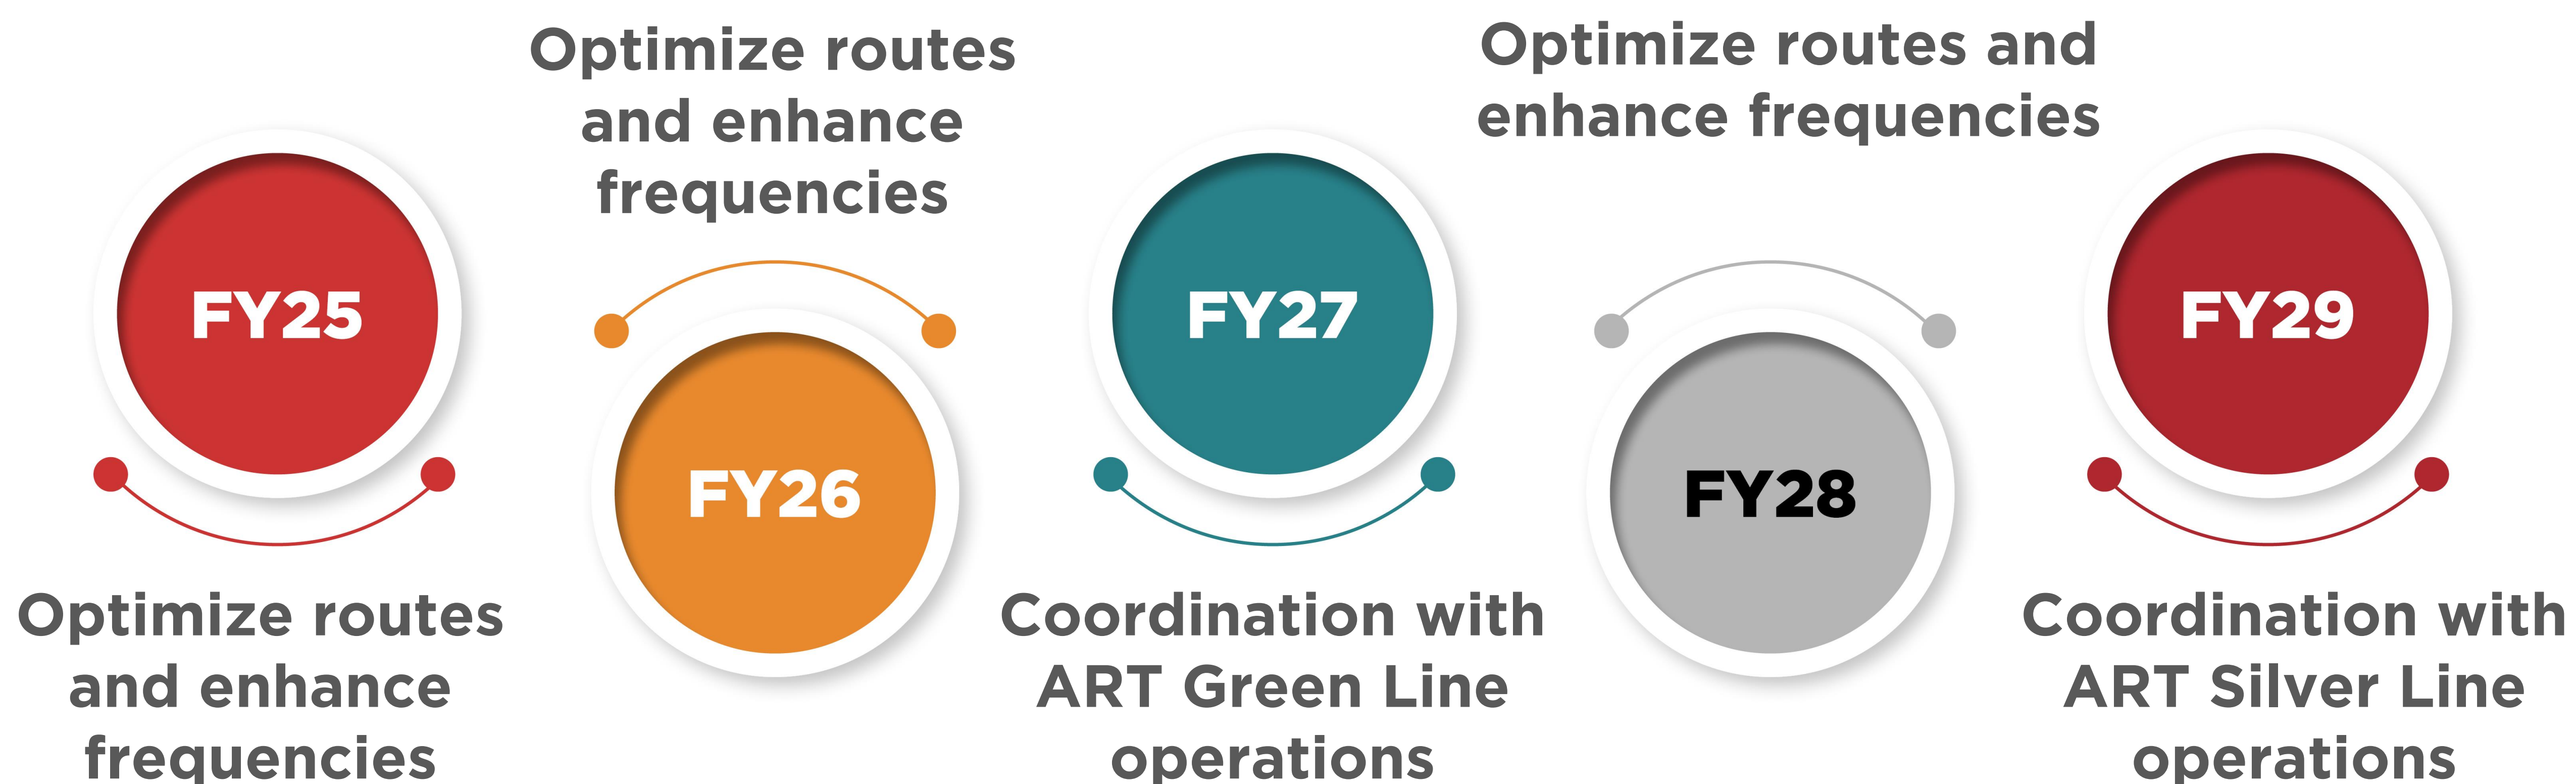 FY25
Optimize routes
and enhance
frequencies
Optimize routes
and enhance
frequencies
FY26
FY27
Coordination with
ART Green Line
operations
Optimize routes and
enhance frequencies
FY28
FY29
Coordination with
ART Silver Line
operations